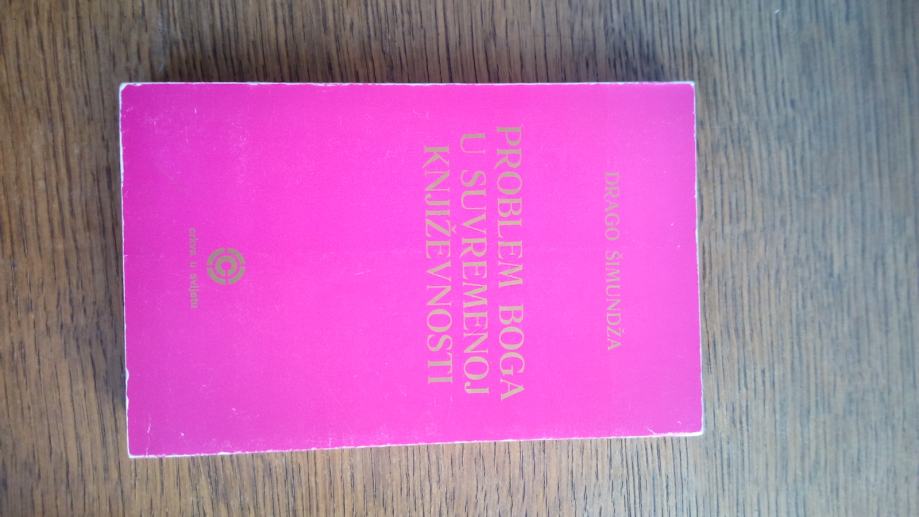 DRAGO ŠIMUNDŽA
PROBLEM BOGA
U SUVREMENOJ
KNJIŽEVNOSTI
C
crkva u svijetu